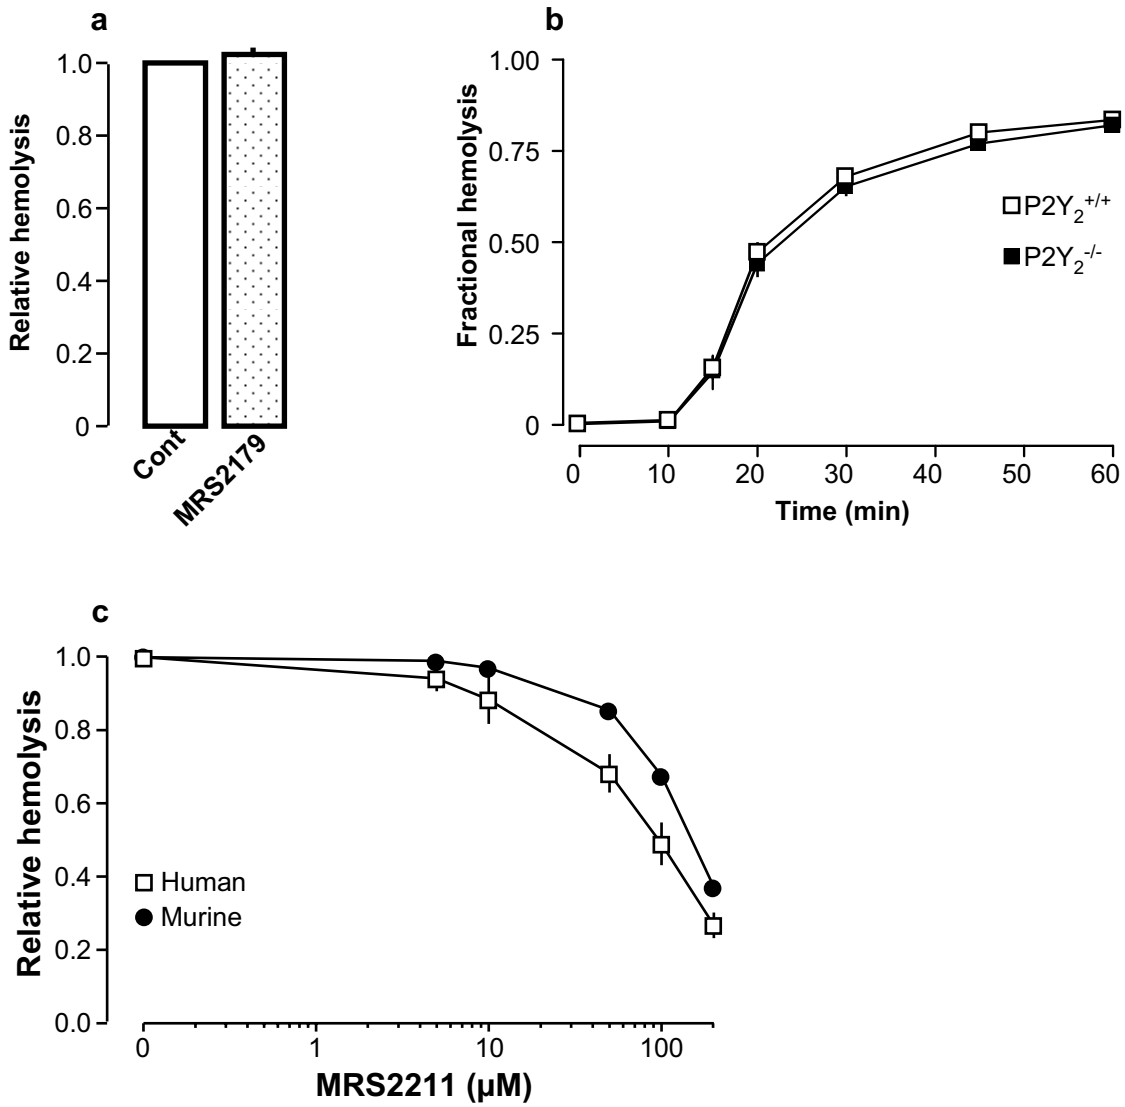 a
Relative hemolysis
1.0
0.8
0.6
0.4
0.2
0
Cont
MRS2179
b
Fractional hemolysis
1.00
0.75
0.50
0.25
0
P2Y2+/+
P2Y2-/-
0 10 20 30 40 50 60
Time (min)
c
Relative hemolysis
1.0
0.8
0.6
0.4
0.2
0.0
Human
Murine
0 1 10 100
MRS2211 (µM)